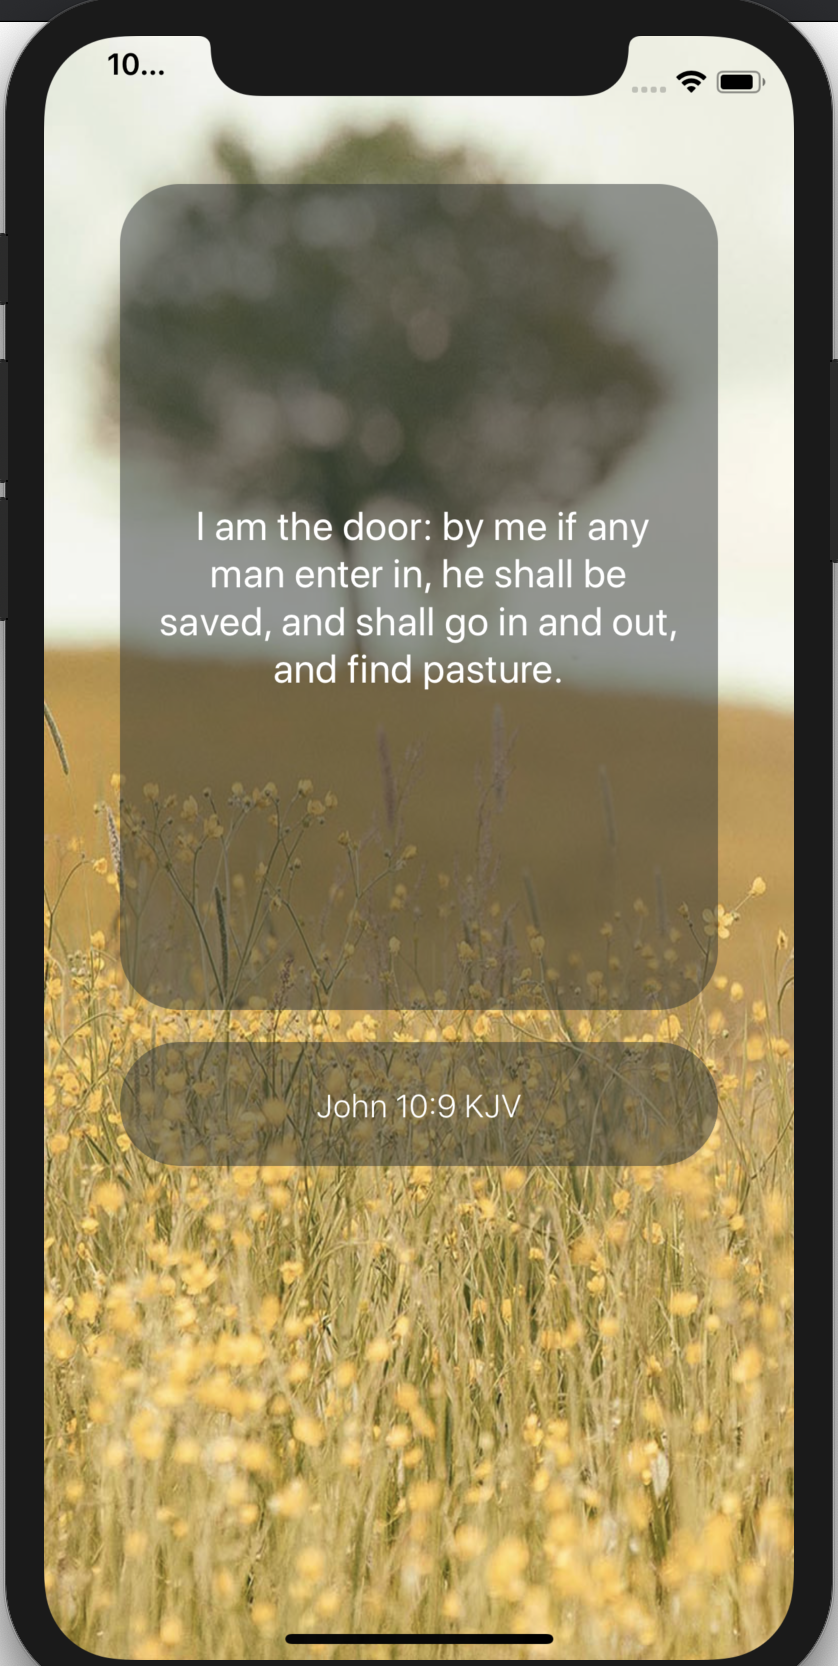 10...
I am the door: by me if any
man enter in, he shall be
saved, and shall go in and out,
and find pasture.
John 10:9 KJV